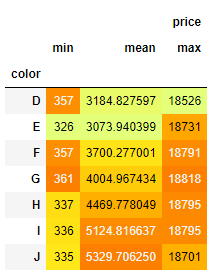 price
min mean max
color
D 357 3184.827597 18526
E 326 3073.940399 18731
F 357 3700.277001 18791
G 361 4004.967434 18818
H 337 4469.778049 18795
I 336 5124.816637 18795
J 335 5329.706250 18701